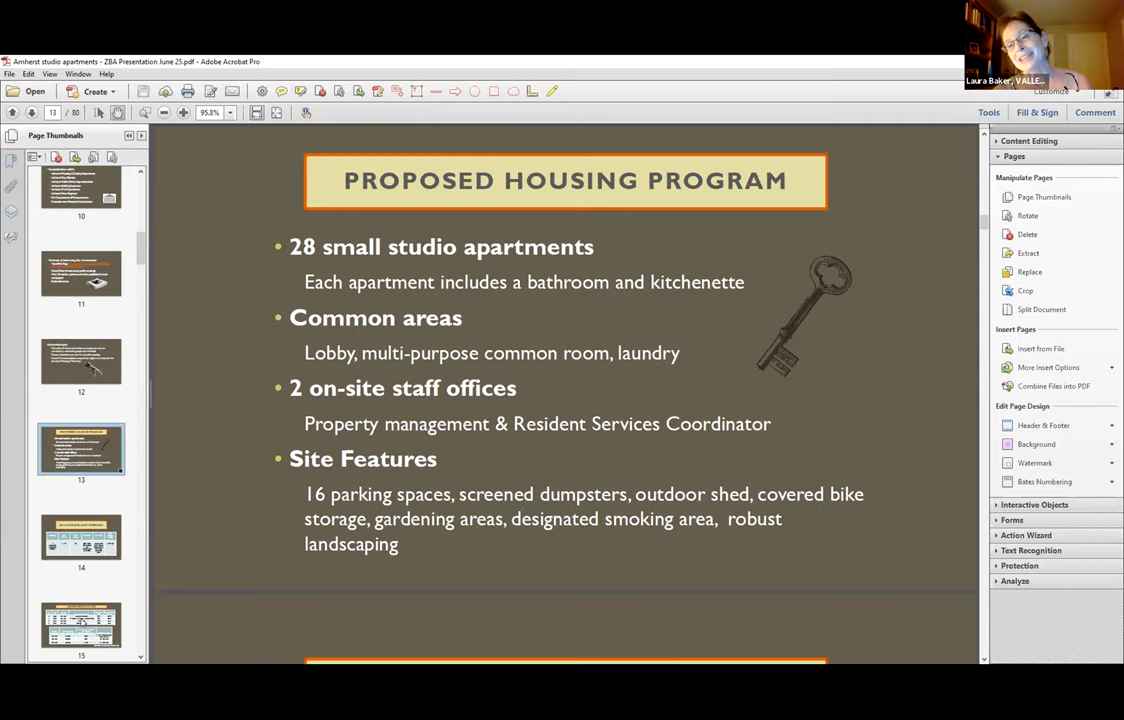 Amherst studio apartments - ZBA Presentation June 25.pdf - Adobe Acrobat Pro
File Edit View Window Help
Open Create
Customize
13 / 80 95.8% Tools Fill & Sign Comment
Laura Baker, VALLE...
Page Thumbnails
10
11
12
13
14
15
PROPOSED HOUSING PROGRAM
• 28 small studio apartments
Each apartment includes a bathroom and kitchenette
• Common areas
Lobby, multi-purpose common room, laundry
• 2 on-site staff offices
Property management & Resident Services Coordinator
• Site Features
16 parking spaces, screened dumpsters, outdoor shed, covered bike
storage, gardening areas, designated smoking area, robust
landscaping
Content Editing
Pages
Manipulate Pages
Page Thumbnails
Rotate
Delete
Extract
Replace
Crop
Split Document
Insert Pages
Insert from File
More Insert Options
Combine Files into PDF
Edit Page Design
Header & Footer
Background
Watermark
Bates Numbering
Interactive Objects
Forms
Action Wizard
Text Recognition
Protection
Analyze